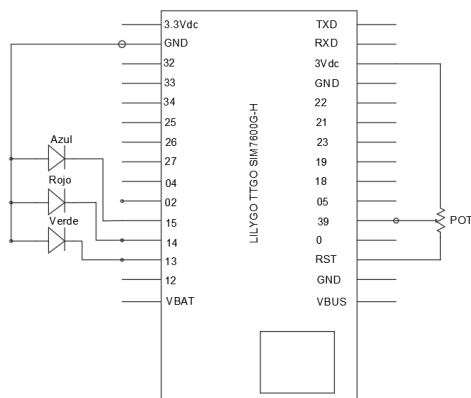 3.3Vdc
GND
32
33
34
25
26
27
04
02
15
14
13
12
VBAT
Azul
Rojo
Verde
LILYGO TTGO SIM7600G-H
TXD
RXD
3Vdc
GND
22
21
23
19
18
05
39
0
RST
GND
VBUS
POT